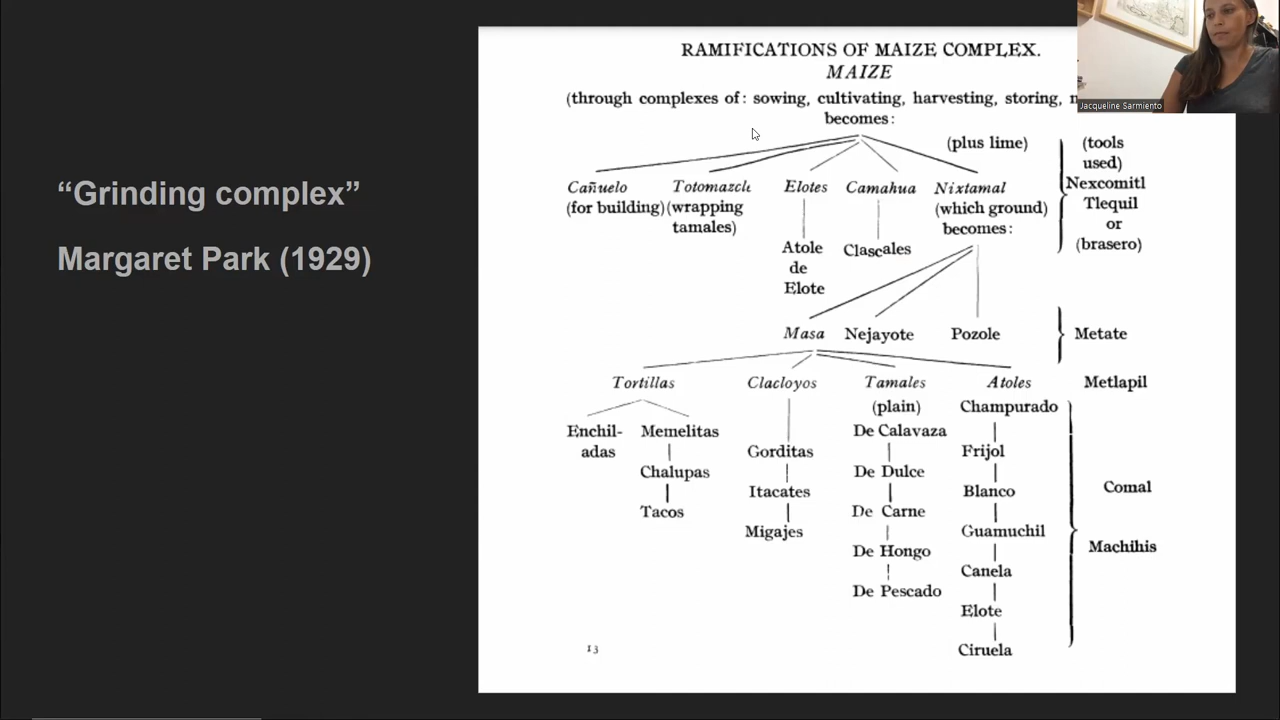 “Grinding complex”
Margaret Park (1929)
RAMIFICATIONS OF MAIZE COMPLEX.
MAIZE
(through complexes of: sowing, cultivating, harvesting, storing,
becomes:
(plus lime)
(tools
used)
Nexcomitl
Tlequil
or
(brasero)
Cañuelo
(for building)
Totomazcle
(wrapping
tamales)
Elotes
Camahua
Nixtamal
(which ground)
becomes:
Atole
de
Elote
Clascales
Masa
Nejayote
Pozole
Metate
Tortillas
Clacloyos
Tamales
(plain)
Atoles
Metlapil
Enchil-
adas
Memelitas
Chalupas
Tacos
Gorditas
Itacates
Migajes
De Calavaza
De Dulce
De Carne
De Hongo
De Pescado
Champurado
Frijol
Blanco
Guamuchil
Canela
Elote
Ciruela
Comal
Machihis
13
Jacqueline Sarmiento